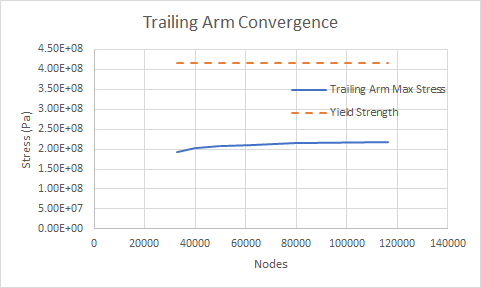 Trailing Arm Convergence
4.50E+08
4.00E+08
3.50E+08
3.00E+08
2.50E+08
2.00E+08
1.50E+08
1.00E+08
5.00E+07
0.00E+00
Stress (Pa)
Trailing Arm Max Stress
Yield Strength
0 20000 40000 60000 80000 100000 120000 140000
Nodes